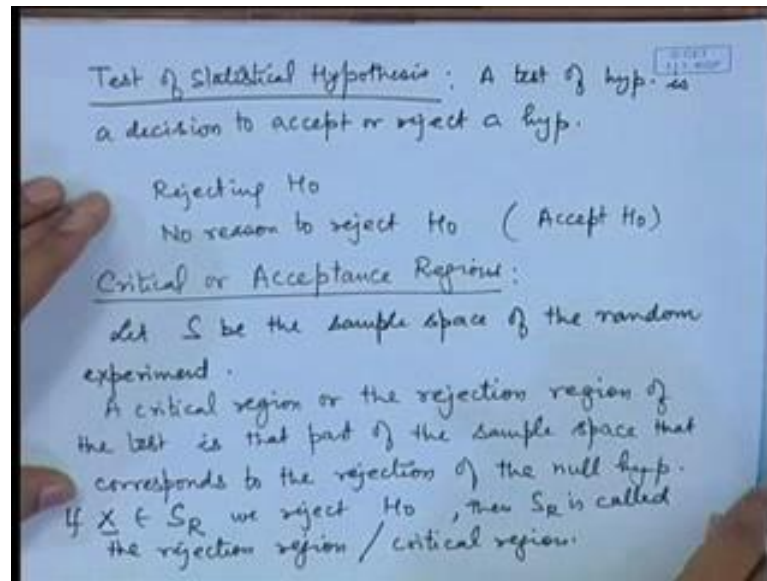 Test of Statistical Hypothesis : A test of hyp. is
a decision to accept or reject a hyp.
Rejecting H0
No reason to reject H0 ( Accept H0)
Critical or Acceptance Regions :
Let S be the sample space of the random
experiment .
A critical region or the rejection region of
the test is that part of the sample space that
corresponds to the rejection of the null hyp.
If X ∈ SR we reject H0 , then SR is called
the rejection region / critical region.